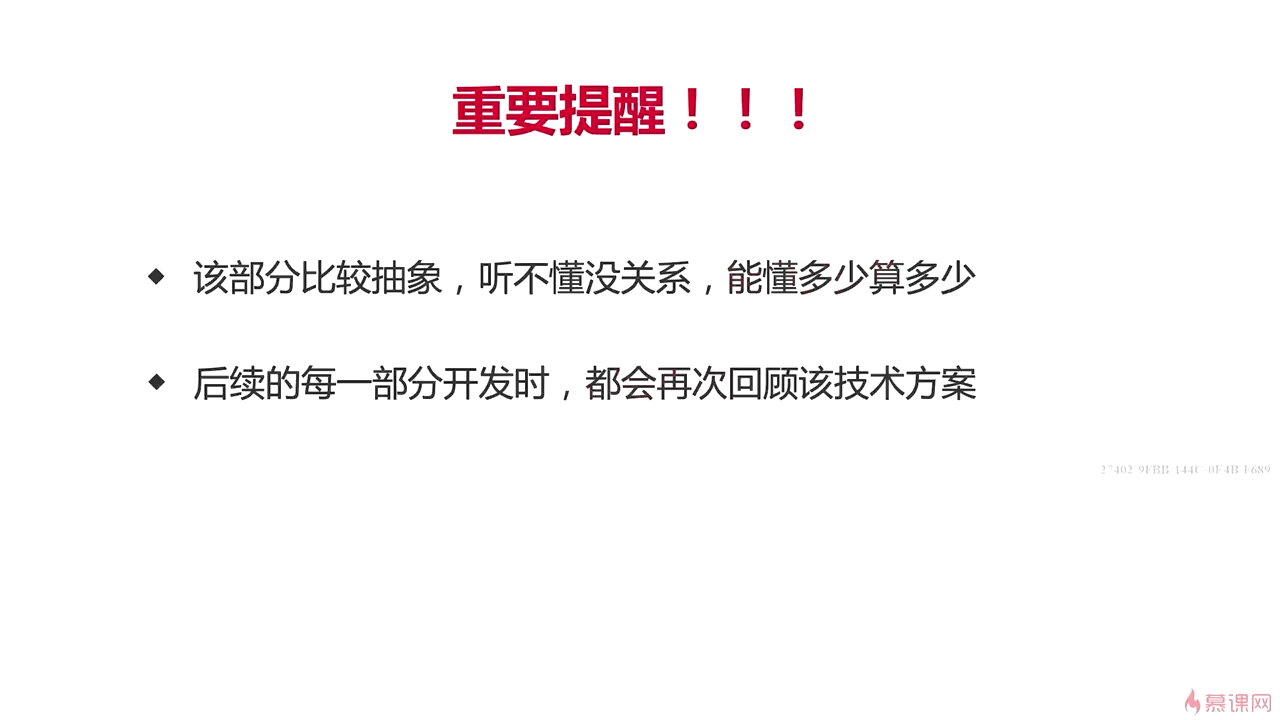 重要提醒！！！
该部分比较抽象，听不懂没关系，能懂多少算多少
后续的每一部分开发时，都会再次回顾该技术方案
慕课网